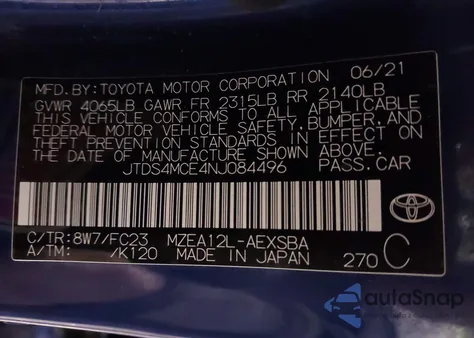 MFD.BY:TOYOTA MOTOR CORPORATION 06/21
GVWR 4065LB GAWR FR 2315LB RR 2140LB
THIS VEHICLE CONFORMS TO ALL APPLICABLE
FEDERAL MOTOR VEHICLE SAFETY, BUMPER, AND
THEFT PREVENTION STANDARDS IN EFFECT ON
THE DATE OF MANUFACTURE SHOWN ABOVE.
JTDS4MCE4NJ084496 PASS.CAR
C/TR:8W7/FC23 MZEA12L-AEXSBA
A/TM: /K120 MADE IN JAPAN 270 C
autoSnap